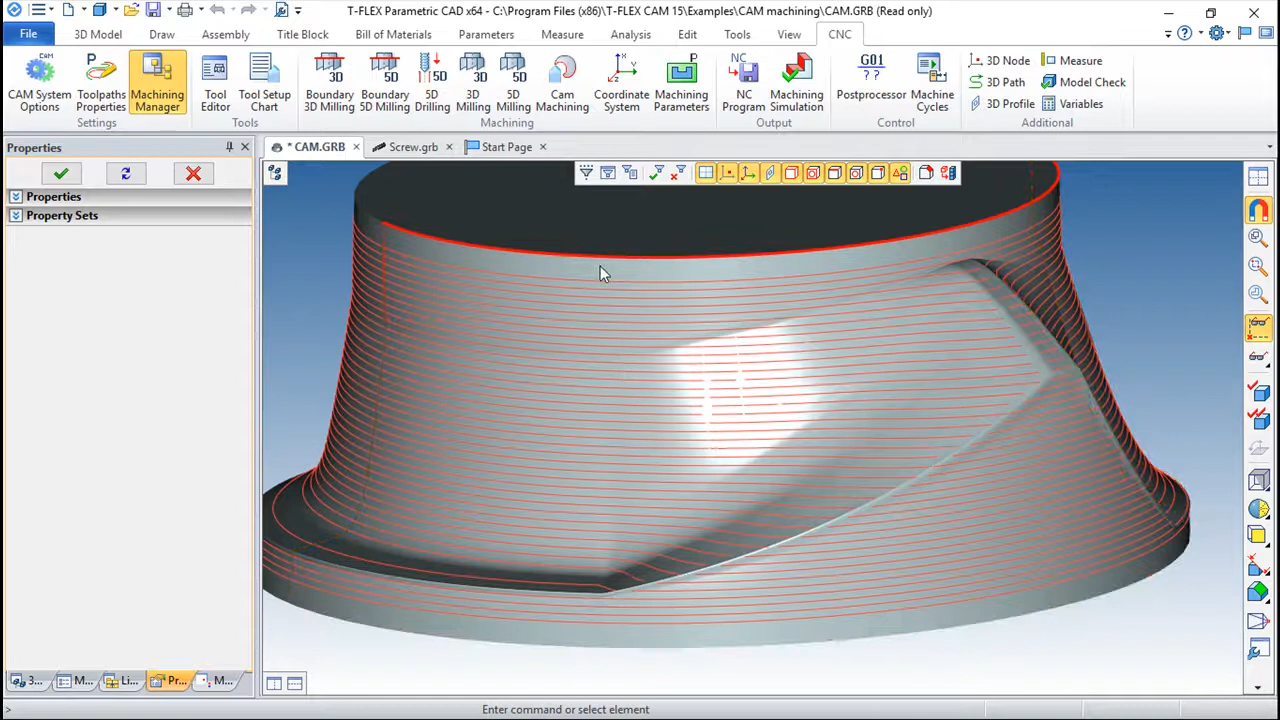 T-FLEX Parametric CAD x64 - C:\Program Files (x86)\T-FLEX CAM 15\Examples\CAM machining\CAM.GRB (Read only)
File 3D Model Draw Assembly Title Block Bill of Materials Parameters Measure Analysis Edit Tools View CNC
CAM System Options
Toolpaths Properties
Machining Manager
Tool Editor
Tool Setup Chart
Boundary 3D Milling
Boundary 5D Milling
5D Drilling
3D Milling
5D Milling
Cam Machining
Coordinate System
Machining Parameters
NC Program
Machining Simulation
G01
??
Postprocessor
Machine Cycles
3D Node
3D Path
3D Profile
Measure
Model Check
Variables
Settings Tools Machining Output Control Additional
Properties
CAM.GRB Screw.grb Start Page
Properties
Property Sets
3... M... Li... Pr... M...
> Enter command or select element